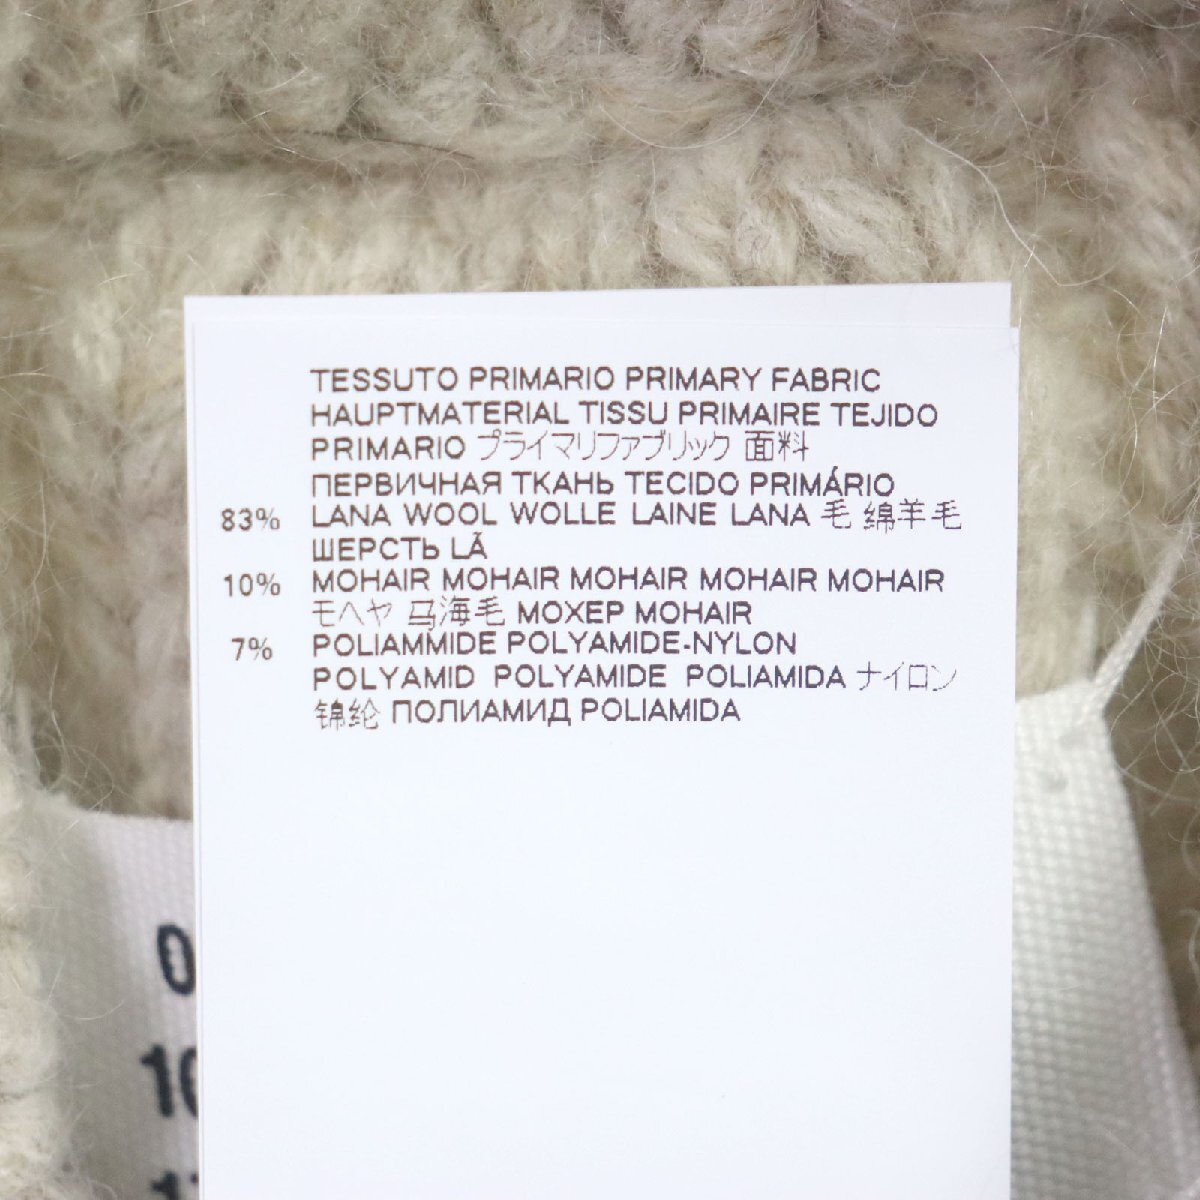 TESSUTO PRIMARIO PRIMARY FABRIC
HAUPTMATERIAL TISSU PRIMAIRE TEJIDO
PRIMARIO プライマリファブリック 面料
ПЕРВИЧНАЯ ТКАНЬ TECIDO PRIMÁRIO
83% LANA WOOL WOLLE LAINE LANA 毛 绵羊毛
ШЕРСТЬ LÃ
10% MOHAIR MOHAIR MOHAIR MOHAIR MOHAIR
モヘヤ 马海毛 МОХЕР MOHAIR
7% POLIAMMIDE POLYAMIDE-NYLON
POLYAMID POLYAMIDE POLIAMIDA ナイロン
锦纶 ПОЛИАМИД POLIAMIDA